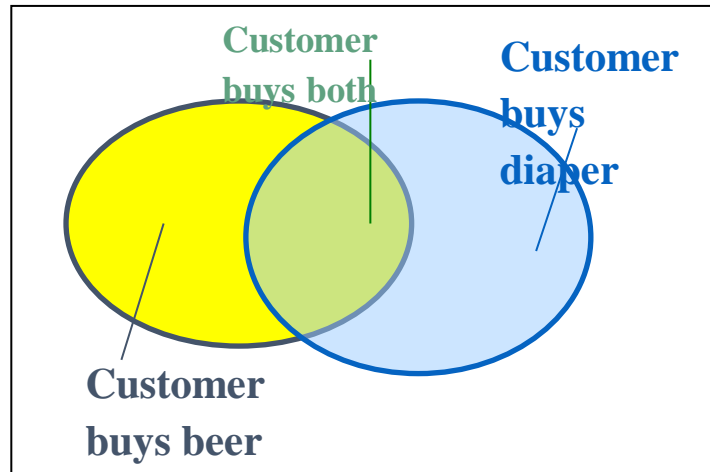 Customer
buys both
Customer
buys
diaper
Customer
buys beer